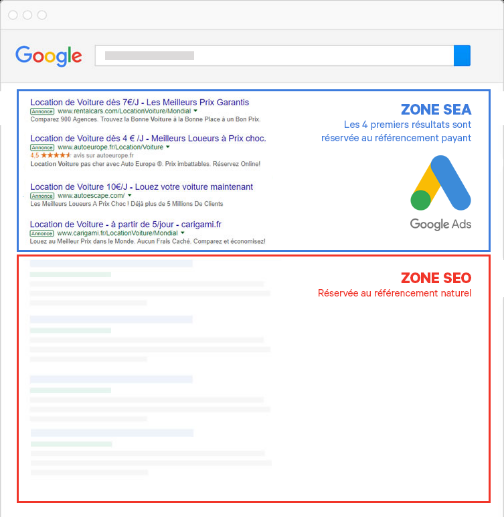 Google
Location de Voiture dès 7€/J - Les Meilleurs Prix Garantis
Annonce www.rentalcars.com/LocationVoiture/Mondial
Comparez 900 Agences. Trouvez la Bonne Voiture à la Bonne Place à un Bon Prix.
Location de Voiture dès 4 € /J - Meilleurs Loueurs À Prix choc.
Annonce www.autoeurope.fr/Location/Voiture
4,5 ★★★★★ avis sur autoeurope.fr
Location Voiture pas cher avec Auto Europe ®. Prix imbattables. Réservez Online!
Location de Voiture 10€/J - Louez votre voiture maintenant
Annonce www.autoescape.com/
Les Meilleurs Loueurs A Prix Choc ! Déjà plus de 5 Millions De Clients
Location de Voiture - à partir de 5/jour - carigami.fr
Annonce www.carigami.fr/LocationVoiture/Mondial
Louez au Meilleur Prix dans le Monde. Aucun Frais Caché. Comparez et économisez!
ZONE SEA
Les 4 premiers résultats sont
réservée au référencement payant
Google Ads
ZONE SEO
Réservée au référencement naturel